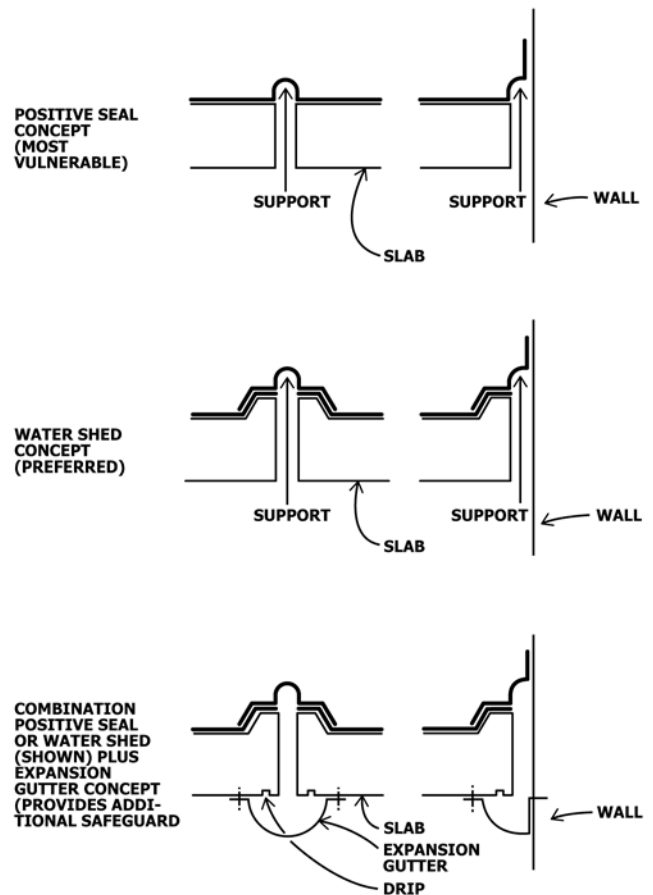 POSITIVE SEAL
CONCEPT
(MOST
VULNERABLE)
SUPPORT
SUPPORT
WALL
SLAB
WATER SHED
CONCEPT
(PREFERRED)
SUPPORT
SUPPORT
WALL
SLAB
COMBINATION
POSITIVE SEAL
OR WATER SHED
(SHOWN) PLUS
EXPANSION
GUTTER CONCEPT
(PROVIDES ADDI-
TIONAL SAFEGUARD
WALL
SLAB
EXPANSION
GUTTER
DRIP